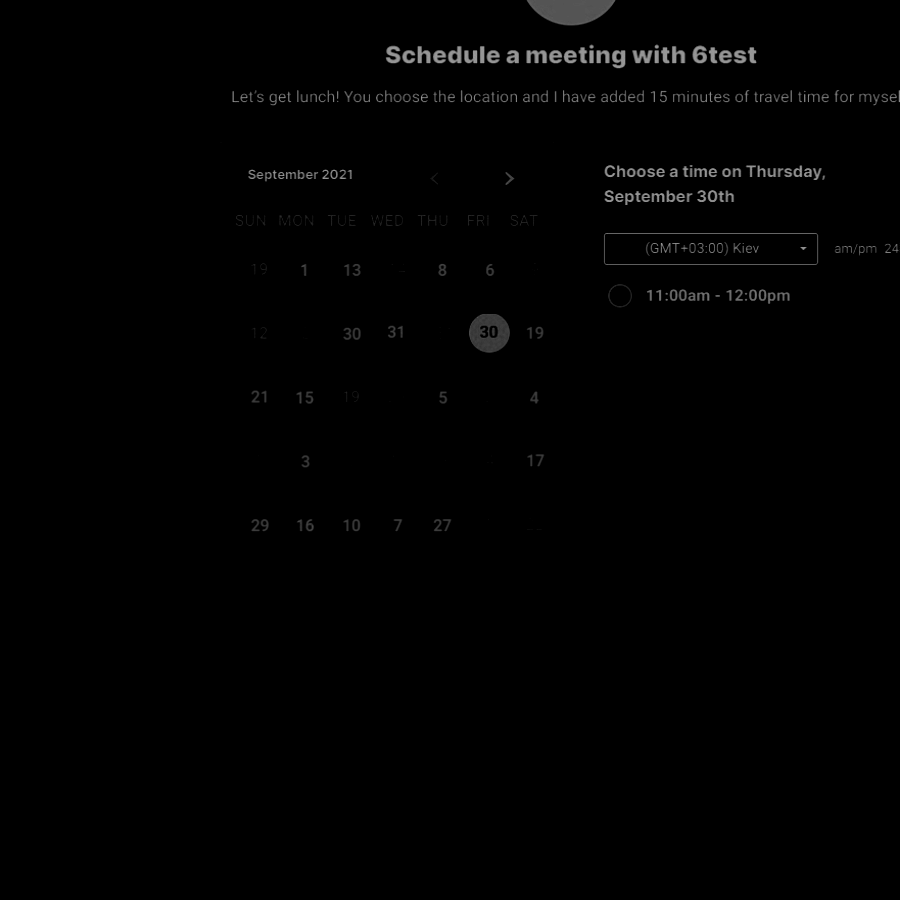 Schedule a meeting with 6test
Let's get lunch! You choose the location and I have added 15 minutes of travel time for mysel
September 2021
SUN MON TUE WED THU FRI SAT
19 1 13 8 6
12 30 31 30 19
21 15 19 5 4
3 17
29 16 10 7 27
Choose a time on Thursday,
September 30th
(GMT+03:00) Kiev am/pm 24
11:00am - 12:00pm